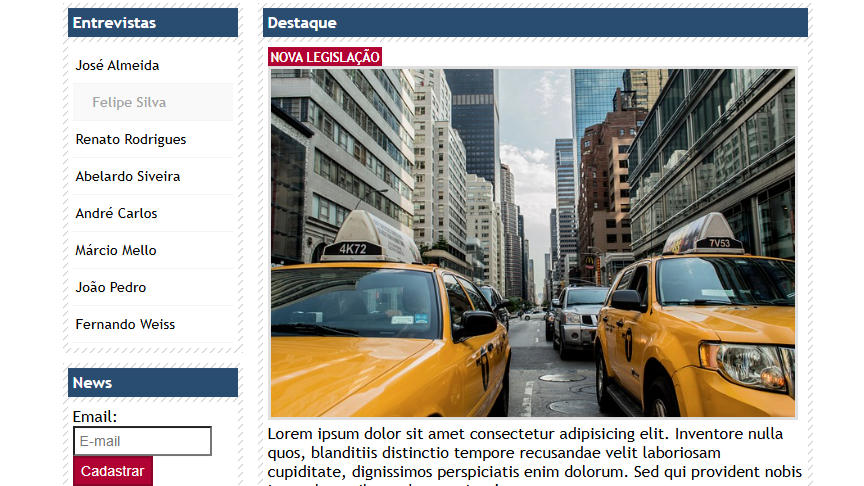 Entrevistas
José Almeida
Felipe Silva
Renato Rodrigues
Abelardo Siveira
André Carlos
Márcio Mello
João Pedro
Fernando Weiss
News
Email:
E-mail
Cadastrar
Destaque
NOVA LEGISLAÇÃO
4K72
7V53
Lorem ipsum dolor sit amet consectetur adipisicing elit. Inventore nulla
quos, blanditiis distinctio tempore recusandae velit laboriosam
cupiditate, dignissimos perspiciatis enim dolorum. Sed qui provident nobis